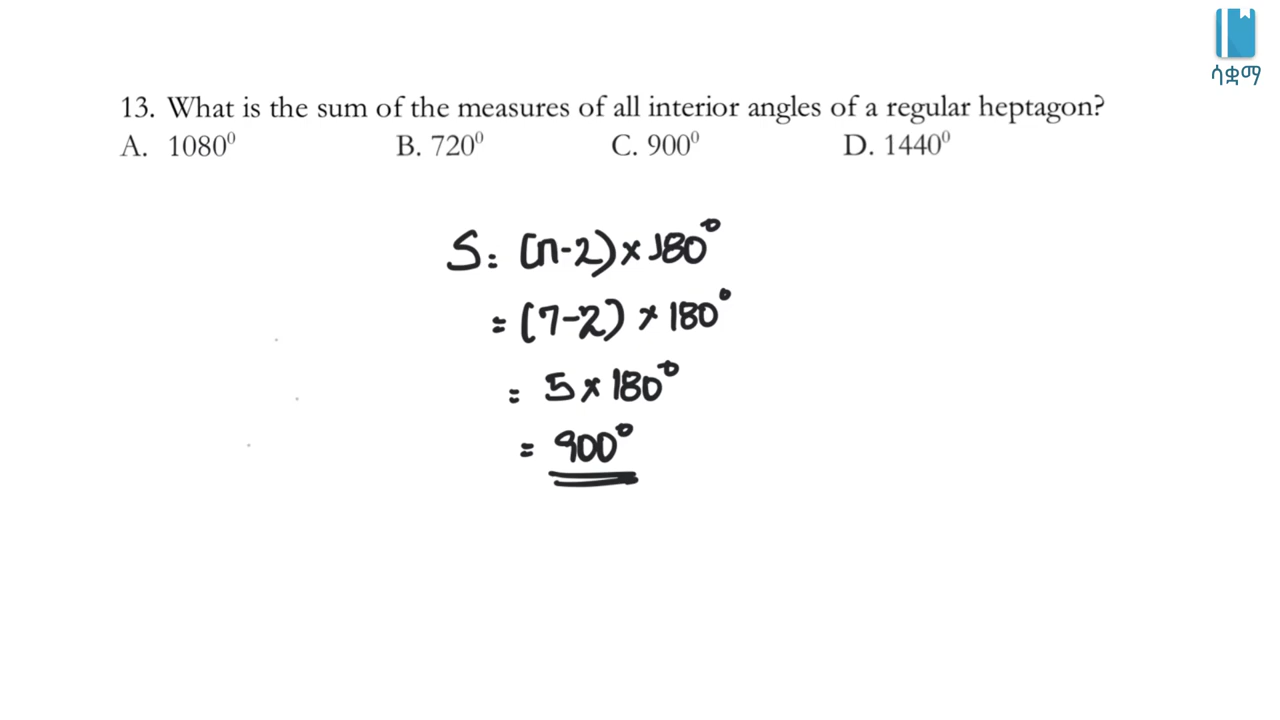 ሳቋማ
13. What is the sum of the measures of all interior angles of a regular heptagon?
A. 1080⁰ B. 720⁰ C. 900⁰ D. 1440⁰
S = (n-2) × 180°
= (7-2) × 180°
= 5 × 180°
= 900°